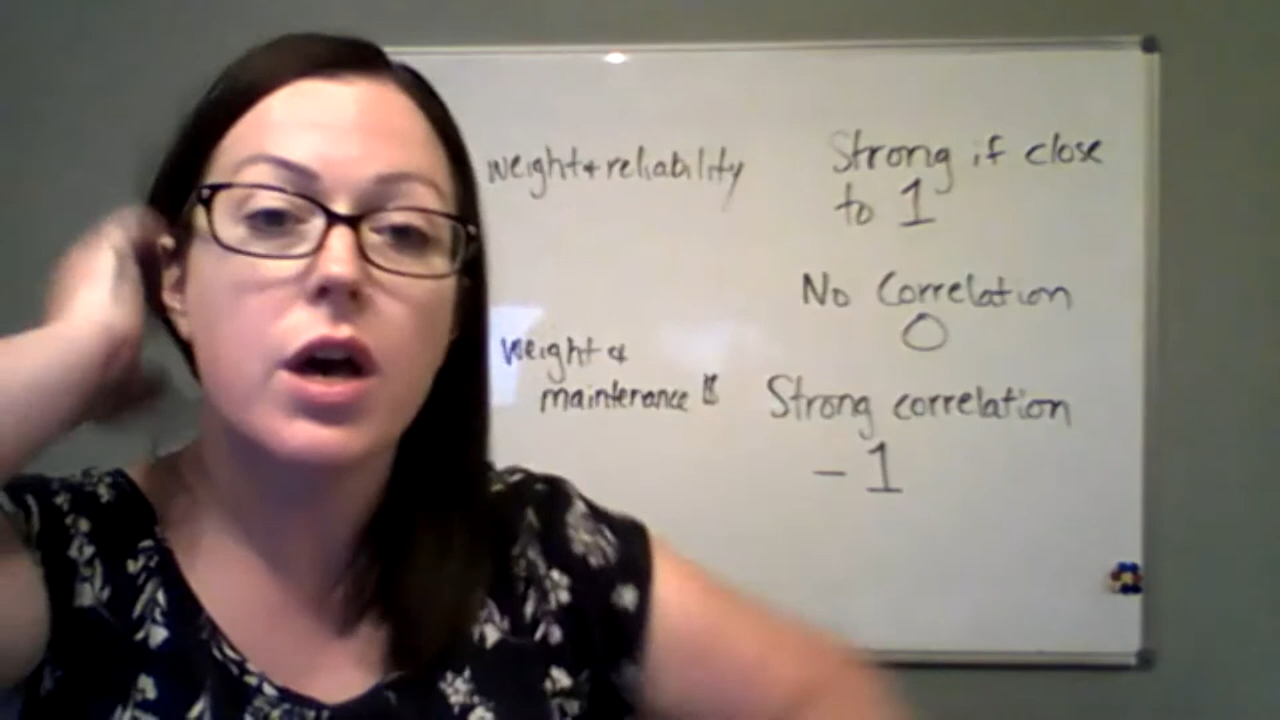 weight + reliability
Strong if close
to 1
No Correlation
0
weight &
maintenance
Strong correlation
- 1